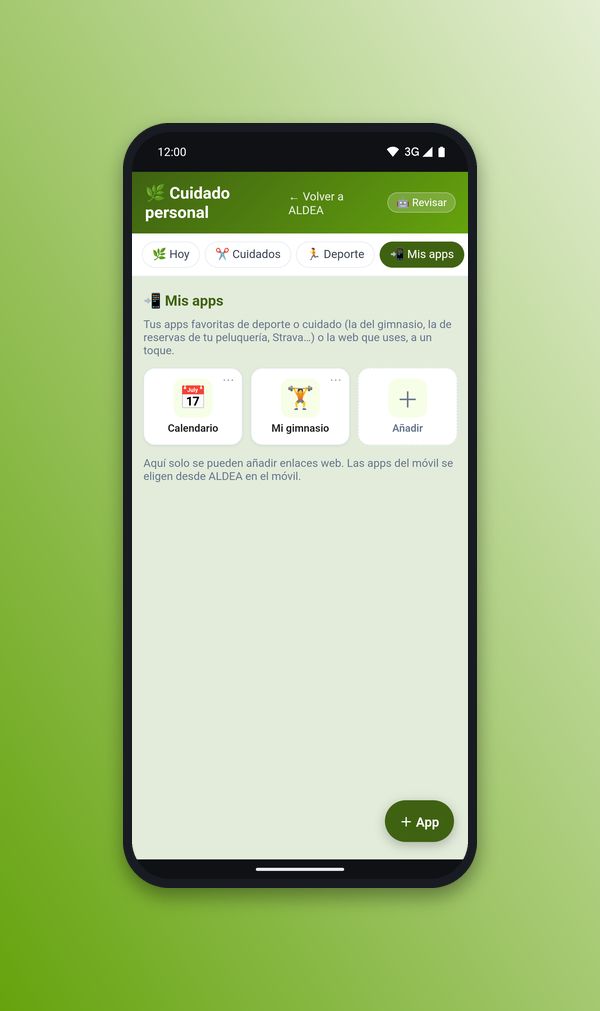 12:00
3G
Cuidado
personal
← Volver a
ALDEA
Revisar
Hoy
Cuidados
Deporte
Mis apps
Mis apps
Tus apps favoritas de deporte o cuidado (la del gimnasio, la de
reservas de tu peluquería, Strava…) o la web que uses, a un
toque.
July
17
Calendario
Mi gimnasio
Añadir
Aquí solo se pueden añadir enlaces web. Las apps del móvil se
eligen desde ALDEA en el móvil.
+ App